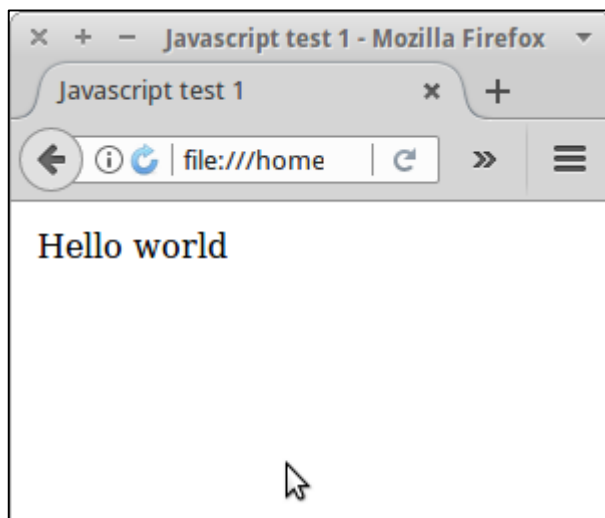 Javascript test 1 - Mozilla Firefox
Javascript test 1
file:///home
Hello world